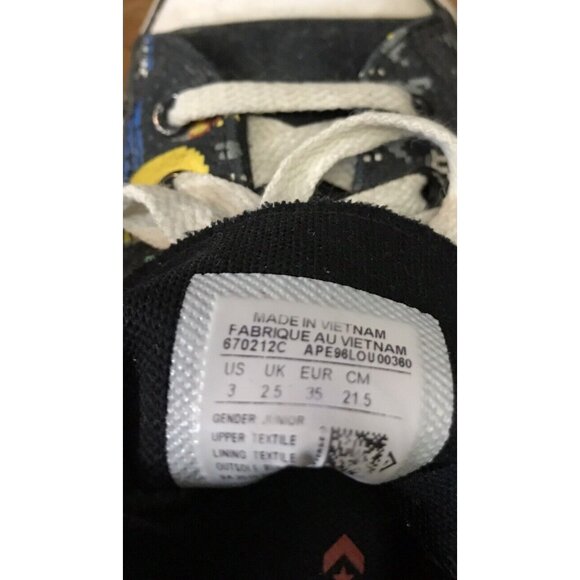 MADE IN VIETNAM
FABRIQUE AU VIETNAM
670212C APE96LOU00360
US UK EUR CM
3 2.5 35 21.5
GENDER JUNIOR
UPPER TEXTILE
LINING TEXTILE
OUTSOLE